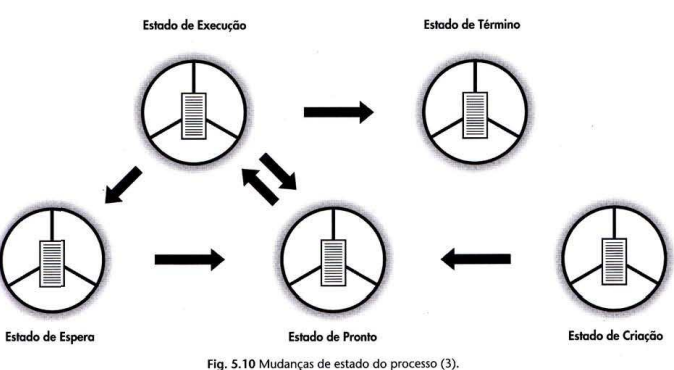 Estado de Execução
Estado de Término
Estado de Espera
Estado de Pronto
Estado de Criação
Fig. 5.10 Mudanças de estado do processo (3).